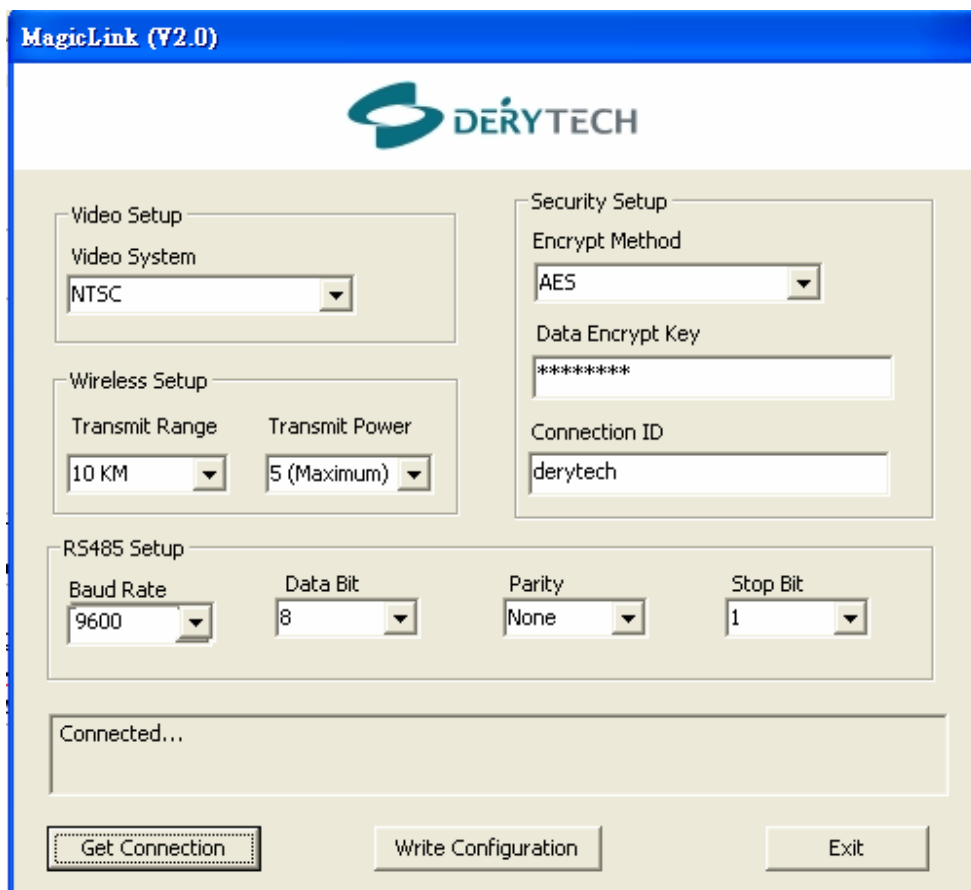 MagicLink (V2.0)
DERYTECH
Video Setup
Video System
NTSC
Security Setup
Encrypt Method
AES
Data Encrypt Key
********
Connection ID
derytech
Wireless Setup
Transmit Range
Transmit Power
10 KM
5 (Maximum)
RS485 Setup
Baud Rate
Data Bit
Parity
Stop Bit
9600
8
None
1
Connected...
Get Connection
Write Configuration
Exit